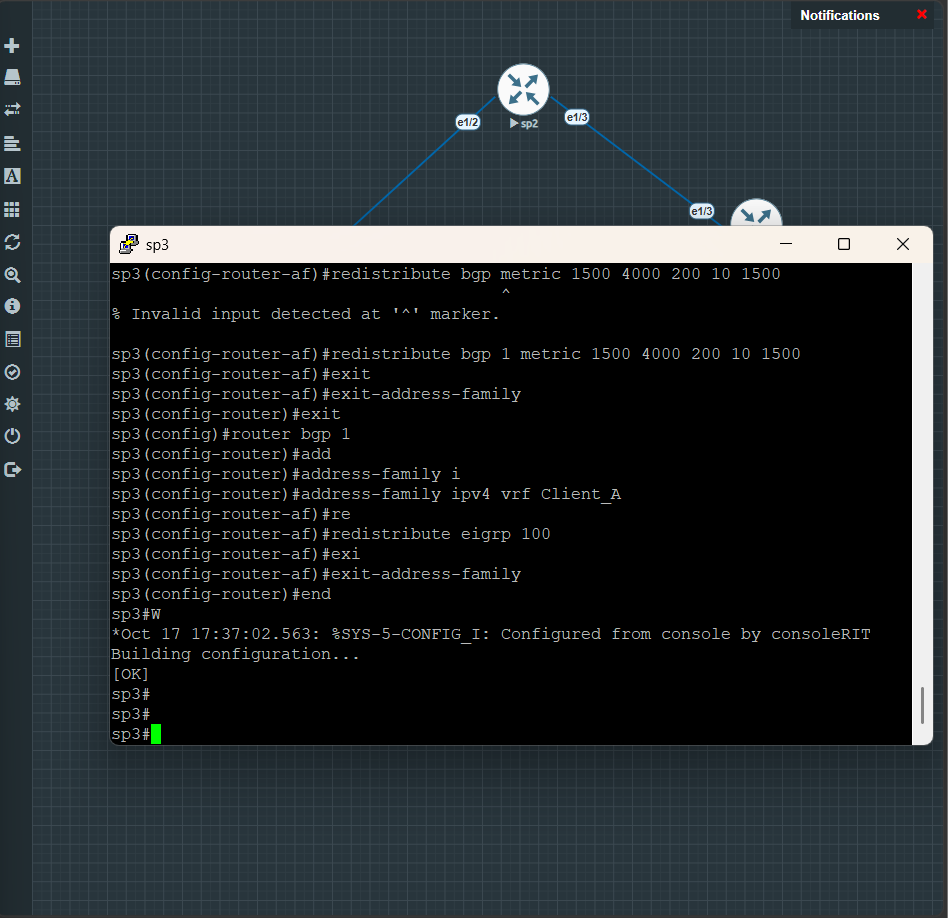 Notifications
e1/2
sp2
e1/3
e1/3
sp3
sp3(config-router-af)#redistribute bgp metric 1500 4000 200 10 1500
^
% Invalid input detected at '^' marker.
sp3(config-router-af)#redistribute bgp 1 metric 1500 4000 200 10 1500
sp3(config-router-af)#exit
sp3(config-router-af)#exit-address-family
sp3(config-router)#exit
sp3(config)#router bgp 1
sp3(config-router)#add
sp3(config-router)#address-family i
sp3(config-router)#address-family ipv4 vrf Client_A
sp3(config-router-af)#re
sp3(config-router-af)#redistribute eigrp 100
sp3(config-router-af)#exi
sp3(config-router-af)#exit-address-family
sp3(config-router)#end
sp3#W
*Oct 17 17:37:02.563: %SYS-5-CONFIG_I: Configured from console by consoleRIT
Building configuration...
[OK]
sp3#
sp3#
sp3#